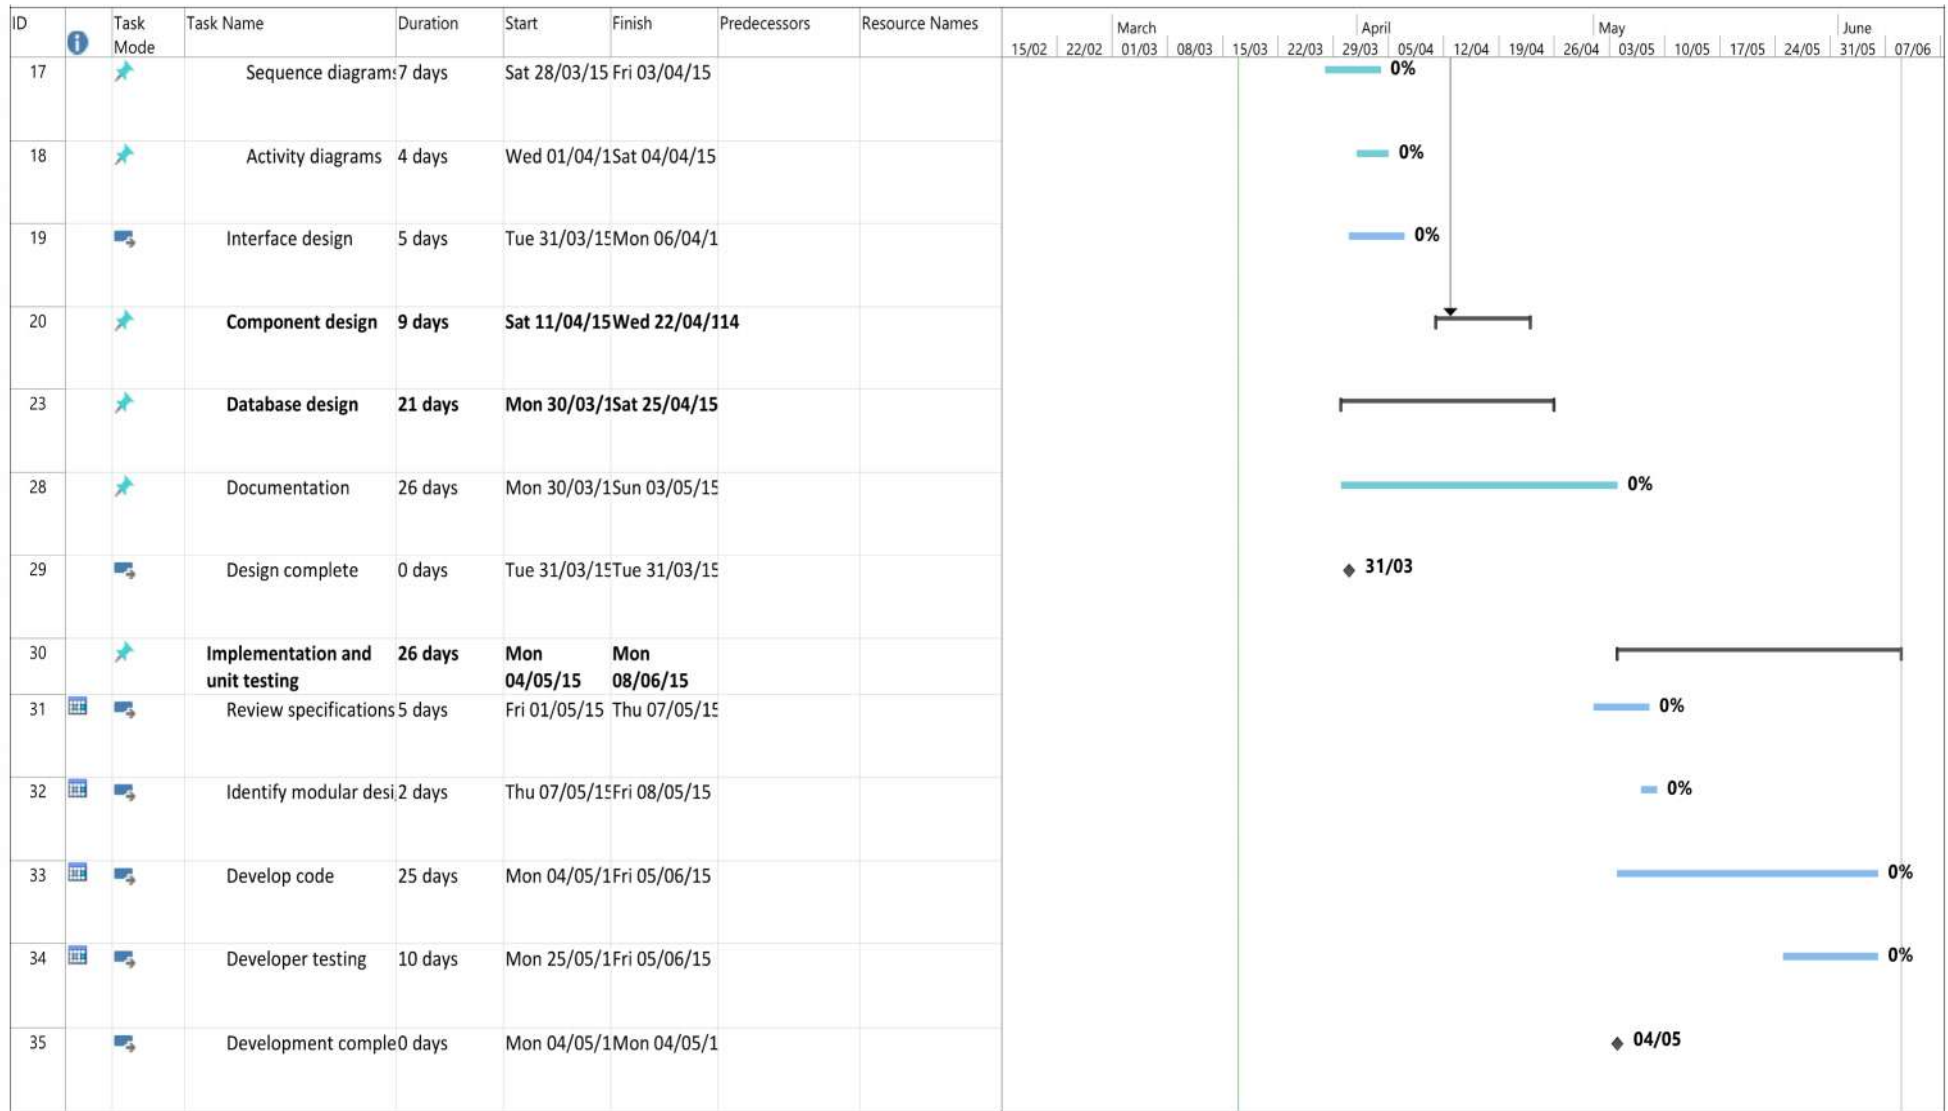 ID Task Mode Task Name Duration Start Finish Predecessors Resource Names
March April May June
15/02 22/02 01/03 08/03 15/03 22/03 29/03 05/04 12/04 19/04 26/04 03/05 10/05 17/05 24/05 31/05 07/06
17 Sequence diagrams 7 days Sat 28/03/15 Fri 03/04/15 0%
18 Activity diagrams 4 days Wed 01/04/1 Sat 04/04/15 0%
19 Interface design 5 days Tue 31/03/15 Mon 06/04/1 0%
20 Component design 9 days Sat 11/04/15 Wed 22/04/1 14
23 Database design 21 days Mon 30/03/1 Sat 25/04/15
28 Documentation 26 days Mon 30/03/1 Sun 03/05/15 0%
29 Design complete 0 days Tue 31/03/15 Tue 31/03/15 31/03
30 Implementation and 26 days Mon Mon
unit testing 04/05/15 08/06/15
31 Review specifications 5 days Fri 01/05/15 Thu 07/05/15 0%
32 Identify modular desi 2 days Thu 07/05/15 Fri 08/05/15 0%
33 Develop code 25 days Mon 04/05/1 Fri 05/06/15 0%
34 Developer testing 10 days Mon 25/05/1 Fri 05/06/15 0%
35 Development comple 0 days Mon 04/05/1 Mon 04/05/1 04/05